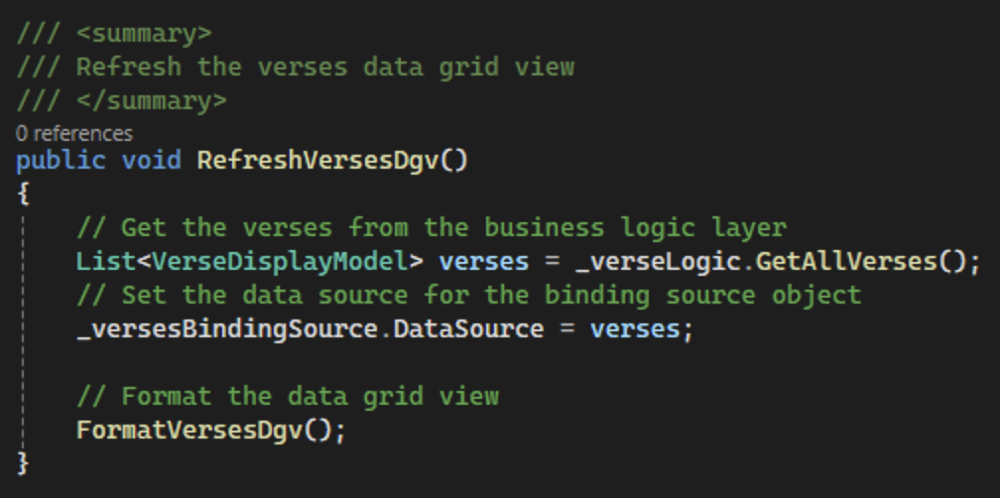 /// <summary>
/// Refresh the verses data grid view
/// </summary>
0 references
public void RefreshVersesDgv()
{
// Get the verses from the business logic layer
List<VerseDisplayModel> verses = _verseLogic.GetAllVerses();
// Set the data source for the binding source object
_versesBindingSource.DataSource = verses;
// Format the data grid view
FormatVersesDgv();
}